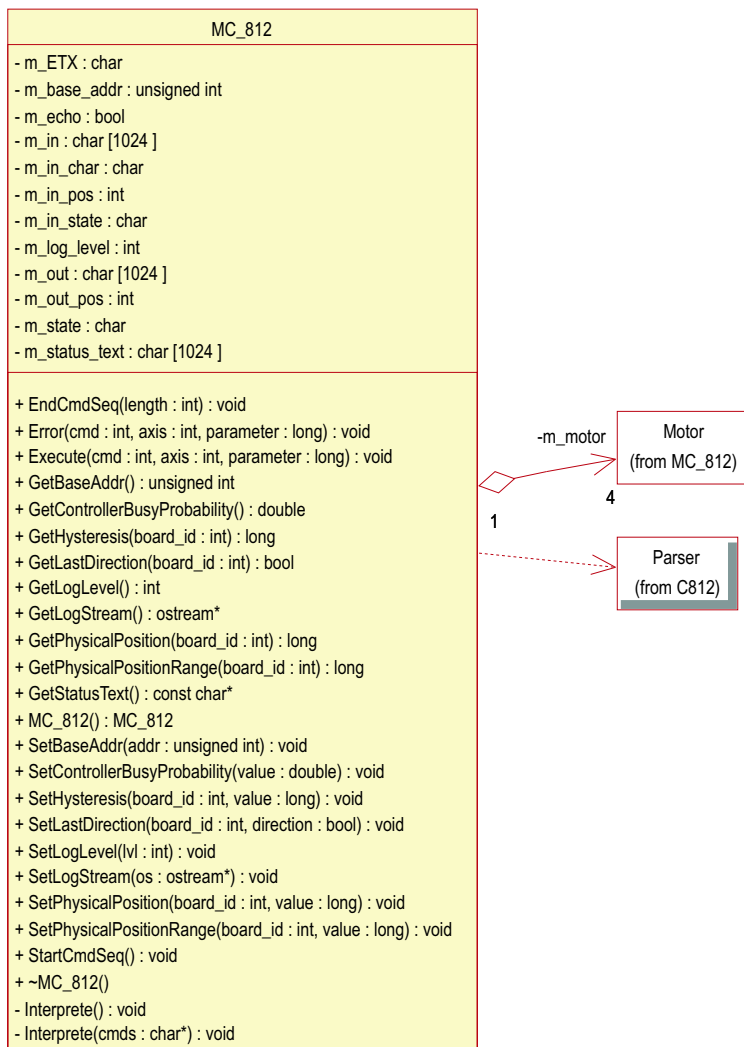 MC_812
- m_ETX : char
- m_base_addr : unsigned int
- m_echo : bool
- m_in : char [1024 ]
- m_in_char : char
- m_in_pos : int
- m_in_state : char
- m_log_level : int
- m_out : char [1024 ]
- m_out_pos : int
- m_state : char
- m_status_text : char [1024 ]
+ EndCmdSeq(length : int) : void
+ Error(cmd : int, axis : int, parameter : long) : void
+ Execute(cmd : int, axis : int, parameter : long) : void
+ GetBaseAddr() : unsigned int
+ GetControllerBusyProbability() : double
+ GetHysteresis(board_id : int) : long
+ GetLastDirection(board_id : int) : bool
+ GetLogLevel() : int
+ GetLogStream() : ostream*
+ GetPhysicalPosition(board_id : int) : long
+ GetPhysicalPositionRange(board_id : int) : long
+ GetStatusText() : const char*
+ MC_812() : MC_812
+ SetBaseAddr(addr : unsigned int) : void
+ SetControllerBusyProbability(value : double) : void
+ SetHysteresis(board_id : int, value : long) : void
+ SetLastDirection(board_id : int, direction : bool) : void
+ SetLogLevel(lvl : int) : void
+ SetLogStream(os : ostream*) : void
+ SetPhysicalPosition(board_id : int, value : long) : void
+ SetPhysicalPositionRange(board_id : int, value : long) : void
+ StartCmdSeq() : void
+ ~MC_812()
- Interprete() : void
- Interprete(cmds : char*) : void
-m_motor
1
4
Motor
(from MC_812)
Parser
(from C812)